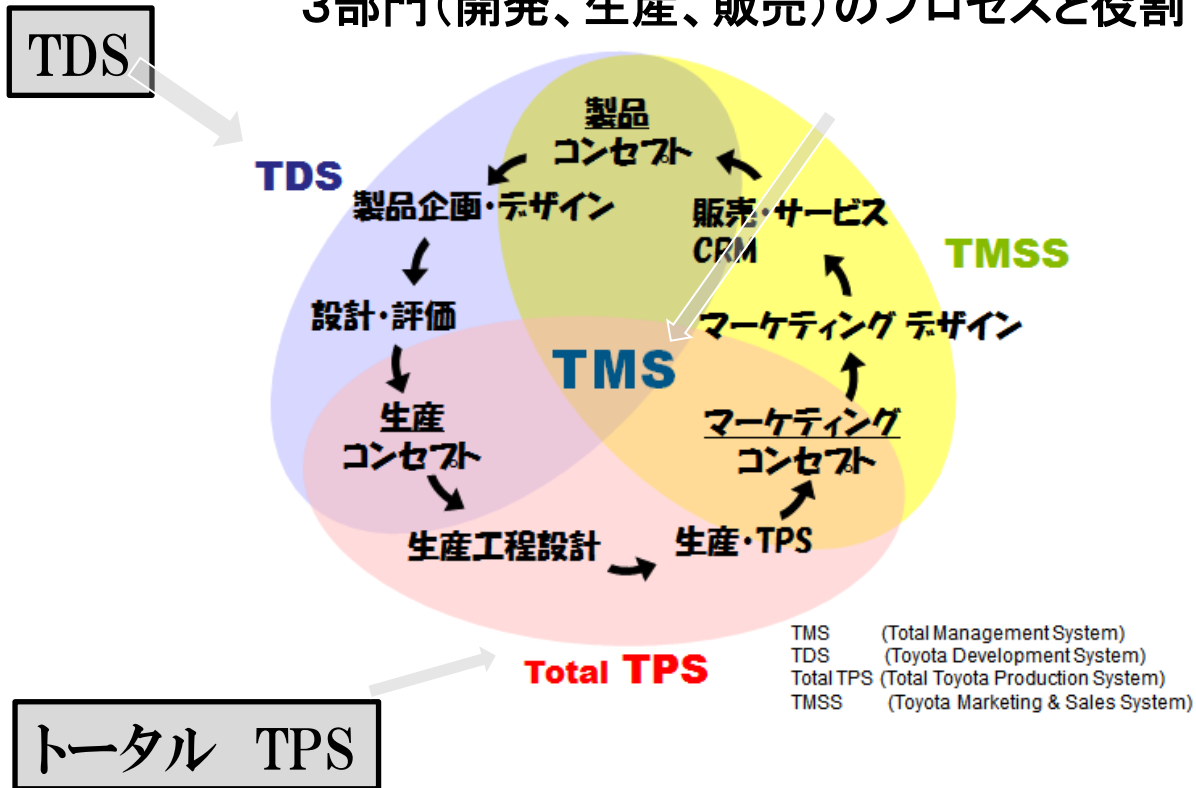 3部門(開発、生産、販売)のプロセスと役割
TDS
製品
コンセプト
TDS
製品企画・デザイン
販売・サービス
CRM
TMSS
設計・評価
マーケティング デザイン
TMS
生産
コンセプト
マーケティング
コンセプト
生産工程設計
生産・TPS
Total TPS
TMS (Total Management System)
TDS (Toyota Development System)
Total TPS (Total Toyota Production System)
TMSS (Toyota Marketing & Sales System)
トータル TPS